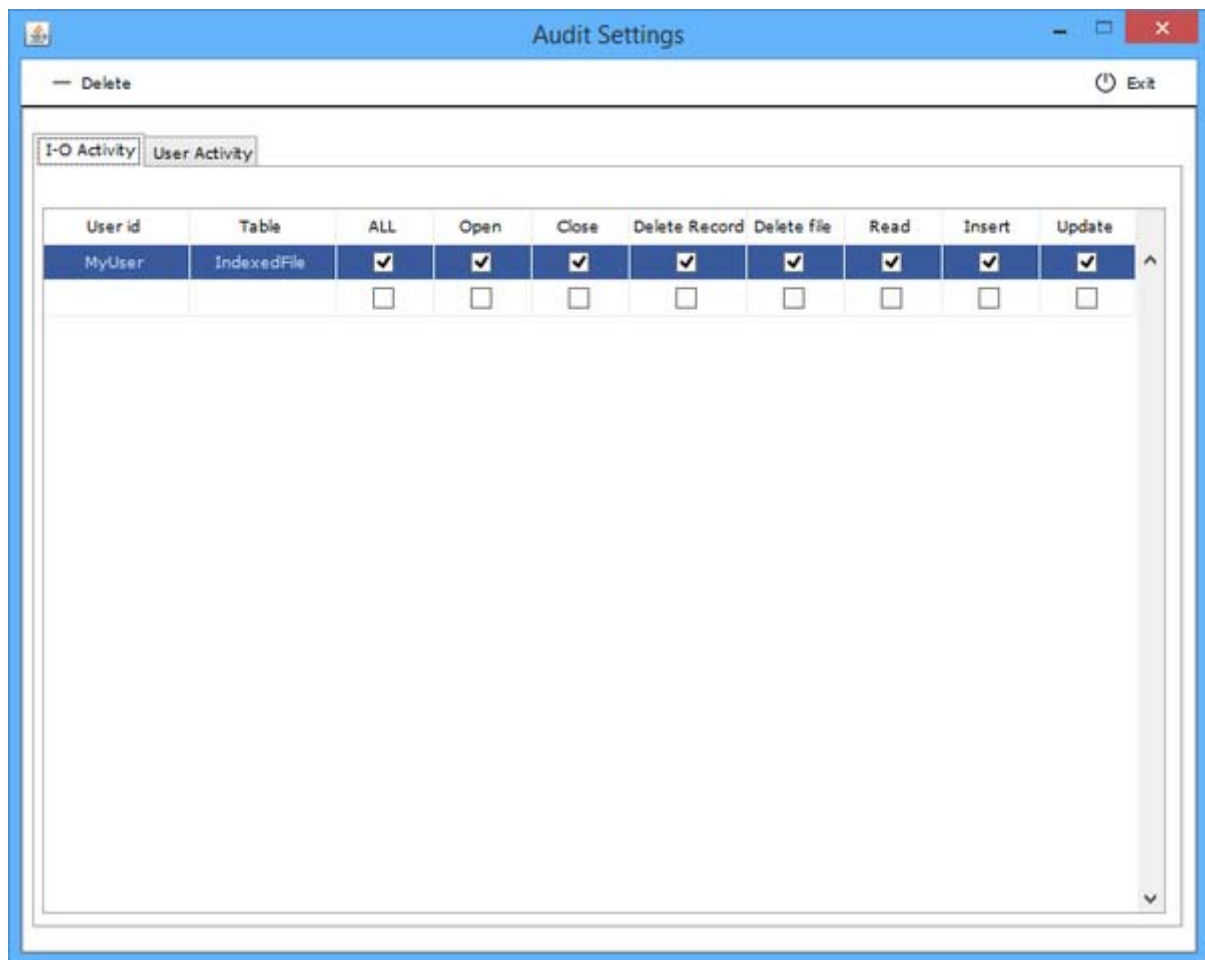 Audit Settings
Delete Exit
I-O Activity User Activity
User id Table ALL Open Close Delete Record Delete file Read Insert Update
MyUser IndexedFile